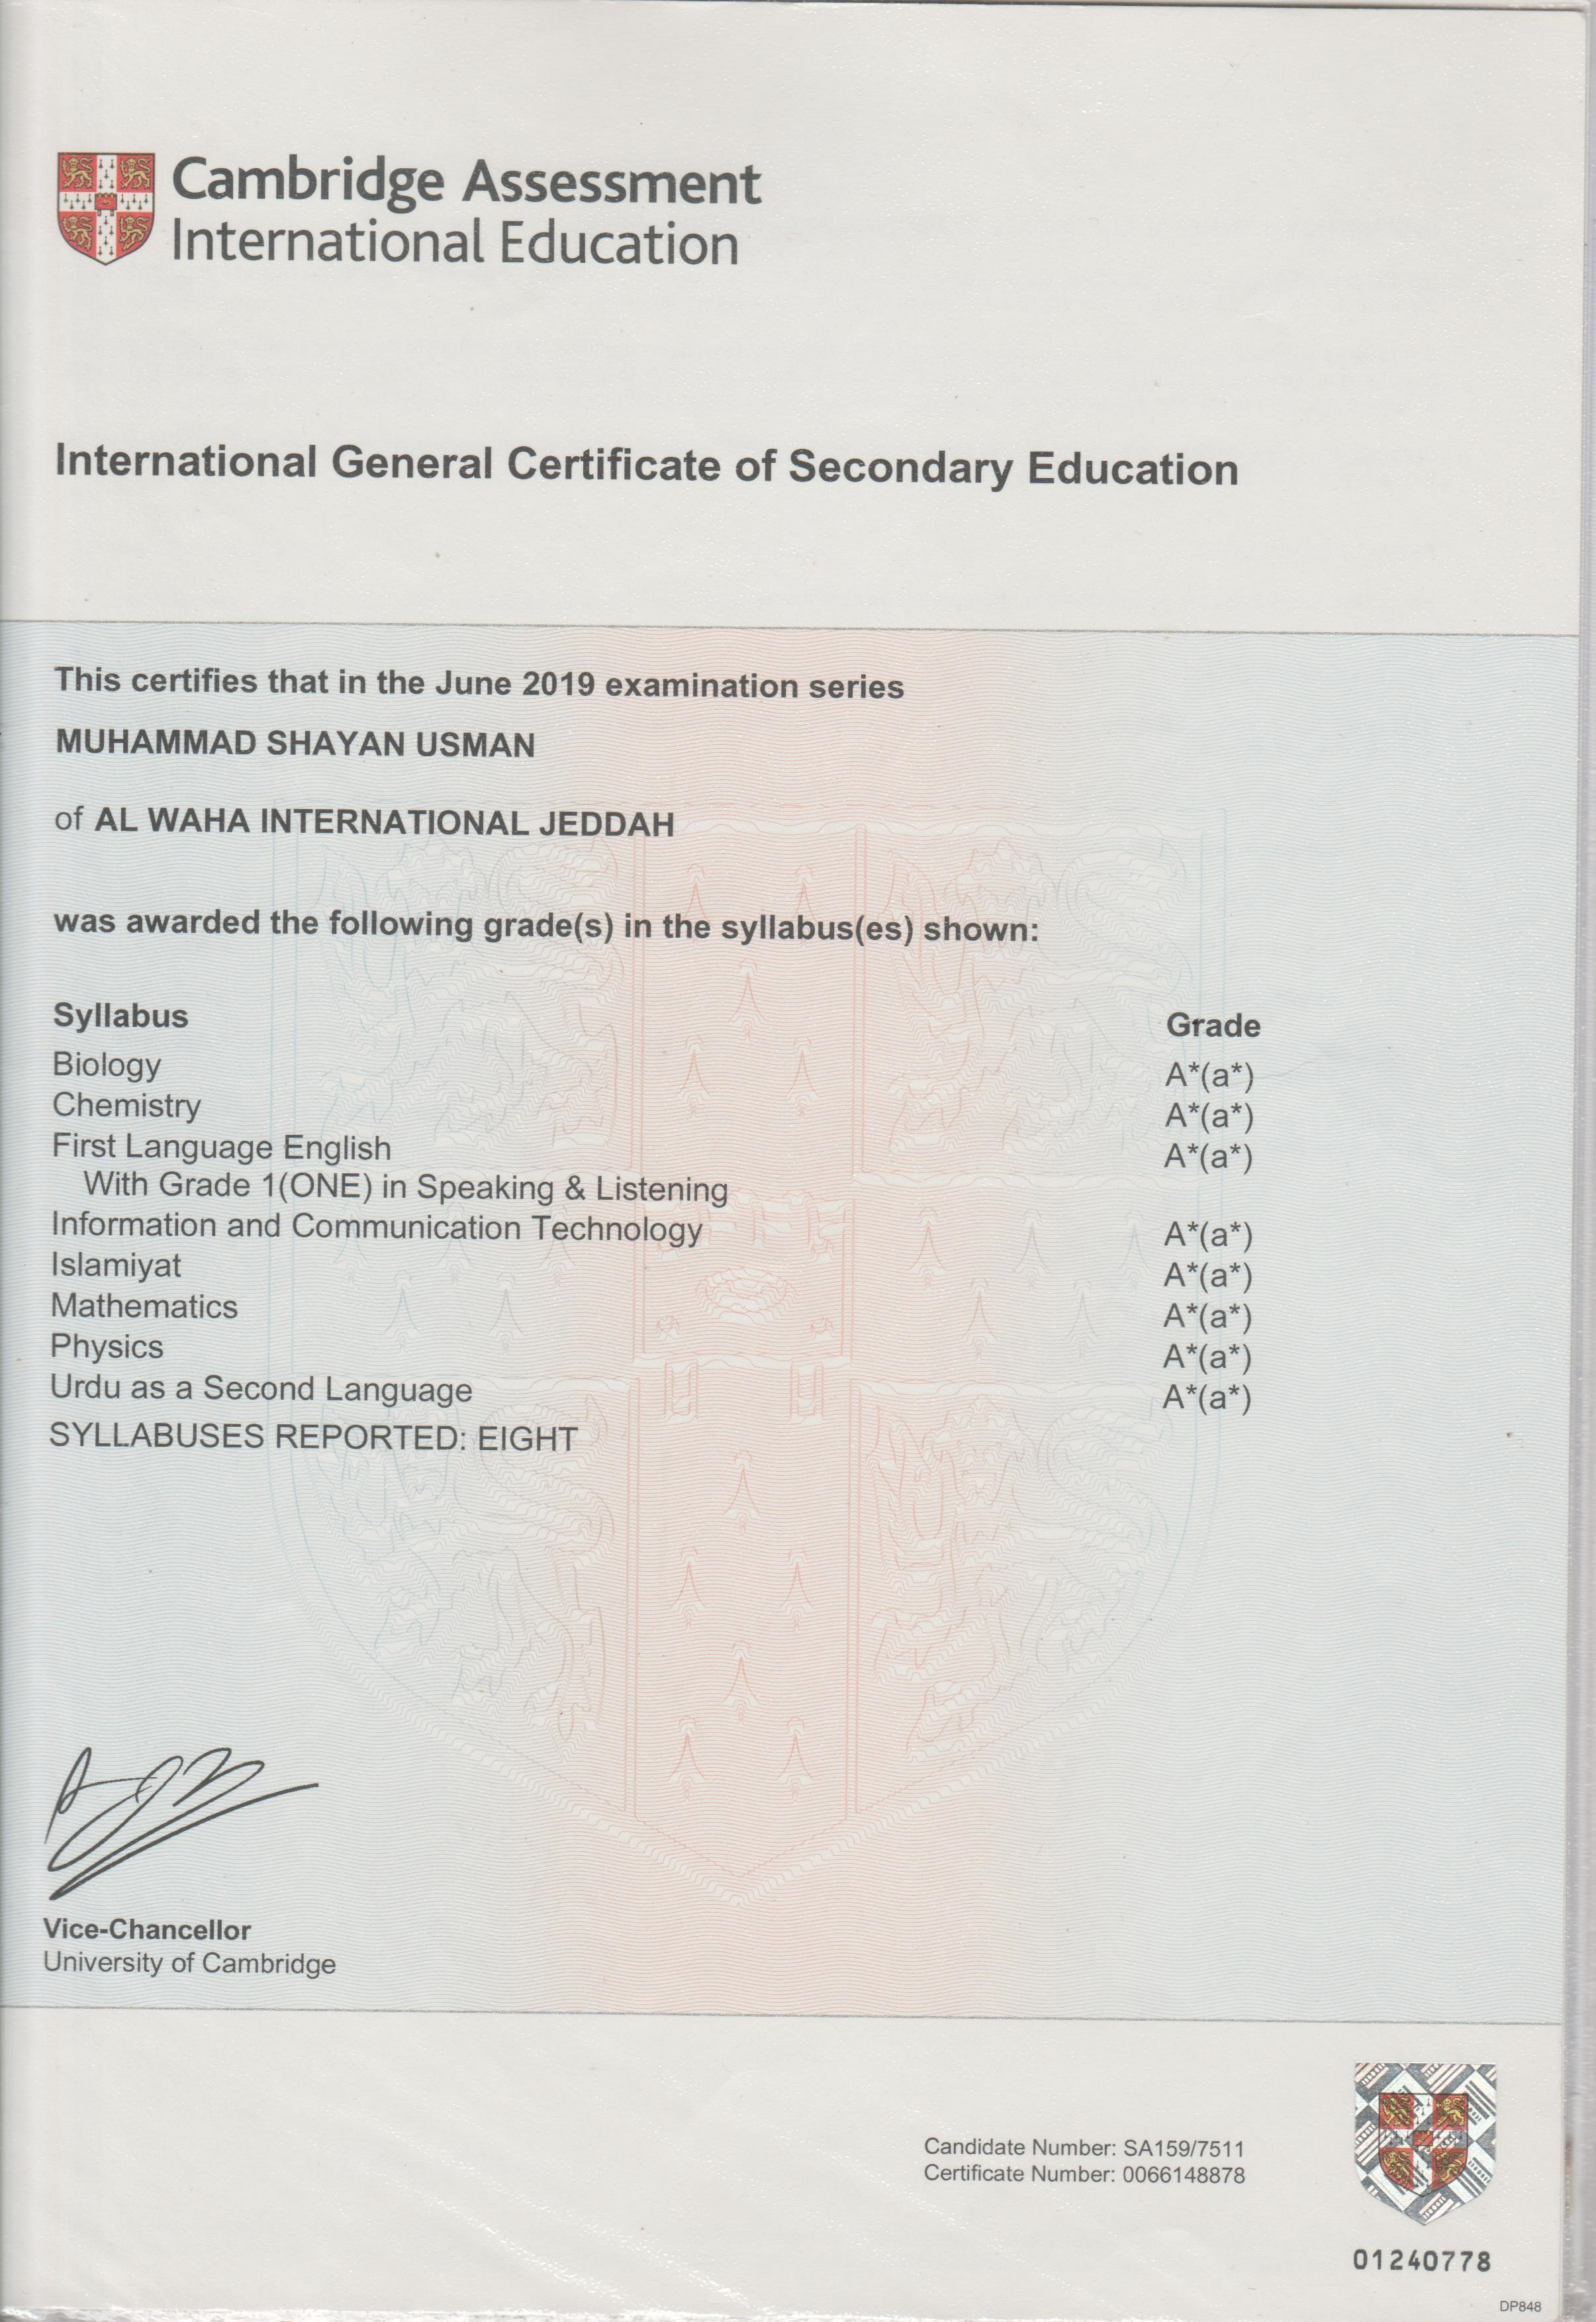 Cambridge Assessment
International Education
International General Certificate of Secondary Education
This certifies that in the June 2019 examination series
MUHAMMAD SHAYAN USMAN
of AL WAHA INTERNATIONAL JEDDAH
was awarded the following grade(s) in the syllabus(es) shown:
Syllabus Grade
Biology A*(a*)
Chemistry A*(a*)
First Language English A*(a*)
With Grade 1(ONE) in Speaking & Listening
Information and Communication Technology A*(a*)
Islamiyat A*(a*)
Mathematics A*(a*)
Physics A*(a*)
Urdu as a Second Language A*(a*)
SYLLABUSES REPORTED: EIGHT
Vice-Chancellor
University of Cambridge
Candidate Number: SA159/7511
Certificate Number: 0066148878
01240778
DP848